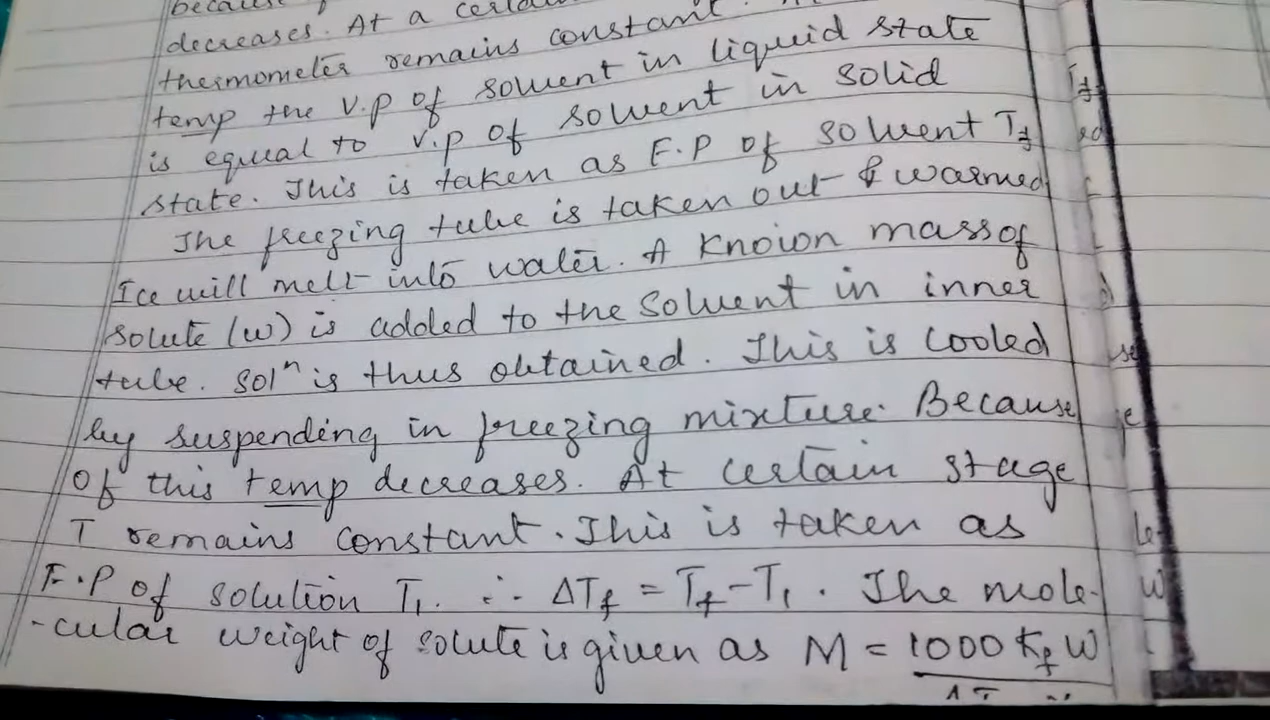 because
decreases. At a certain
thermometer remains constant.
temp the V.p of solvent in liquid state
is equal to V.p of solvent in solid
state. This is taken as F.P of solvent Tf
The freezing tube is taken out & warmed
Ice will melt into water. A known mass of
solute (w) is added to the solvent in inner
tube. solⁿ is thus obtained. This is cooled
by suspending in freezing mixture. Because
of this temp decreases. At certain stage
T remains constant. This is taken as
F.P of solution T₁. ∴ ΔTf = Tf - T₁. The mole-
-cular weight of solute is given as M = 1000 Kf W